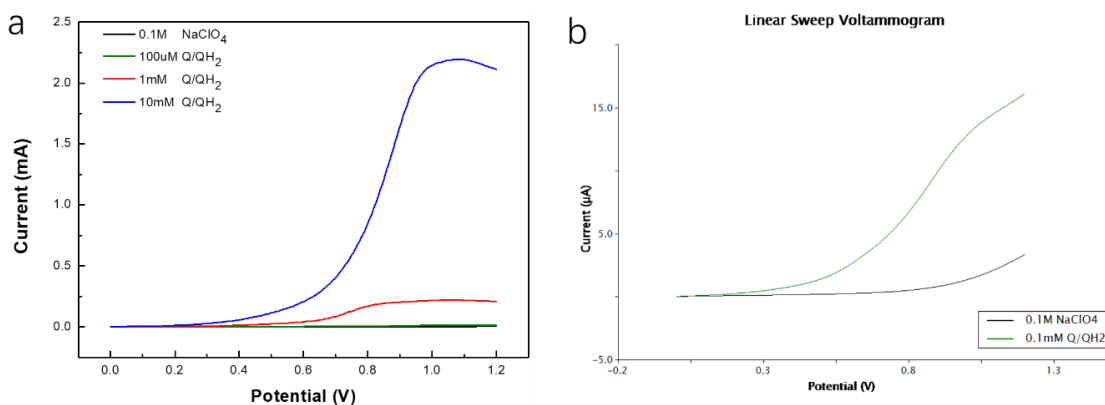 a
2.5
2.0
1.5
1.0
0.5
0.0
Current (mA)
0.1M NaClO4
100uM Q/QH2
1mM Q/QH2
10mM Q/QH2
0.0 0.2 0.4 0.6 0.8 1.0 1.2
Potential (V)
b
Linear Sweep Voltammogram
15.0
5.0
-5.0
Current (µA)
0.1M NaClO4
0.1mM Q/QH2
-0.2 0.3 0.8 1.3
Potential (V)